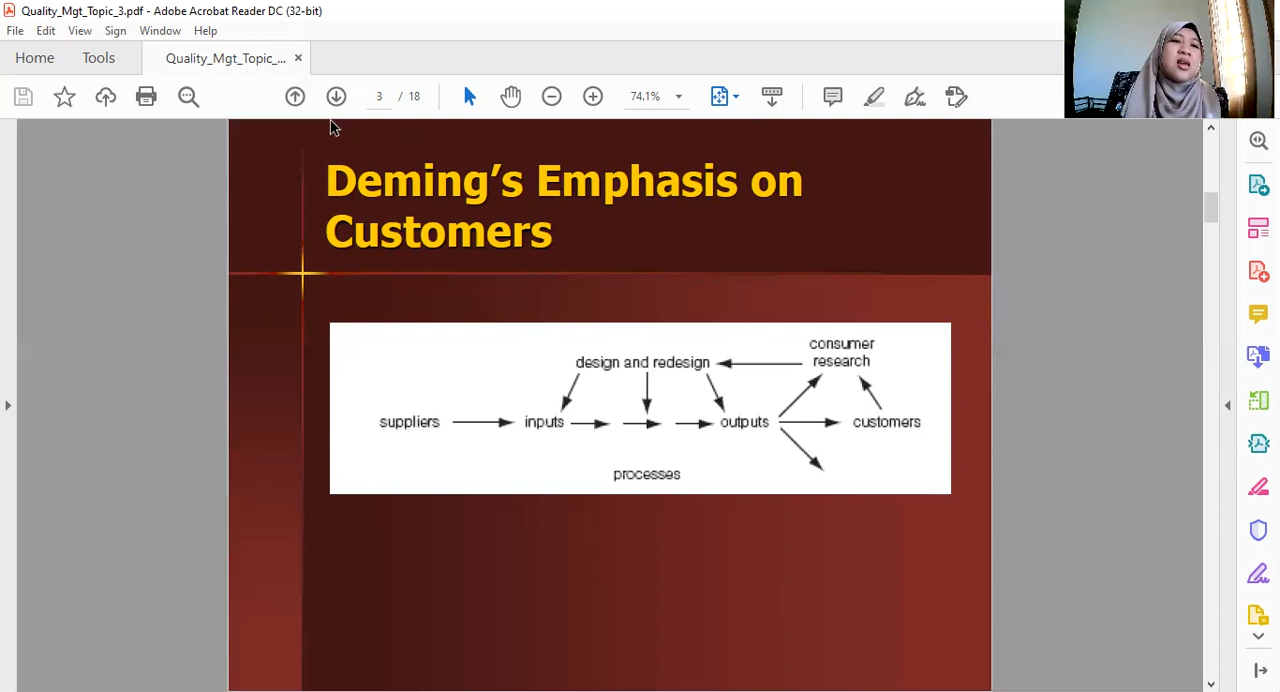 Quality_Mgt_Topic_3.pdf - Adobe Acrobat Reader DC (32-bit)
File Edit View Sign Window Help
Home Tools Quality_Mgt_Topic_... ×
3 / 18 74.1%
Deming's Emphasis on
Customers
consumer
research
design and redesign
suppliers inputs outputs customers
processes